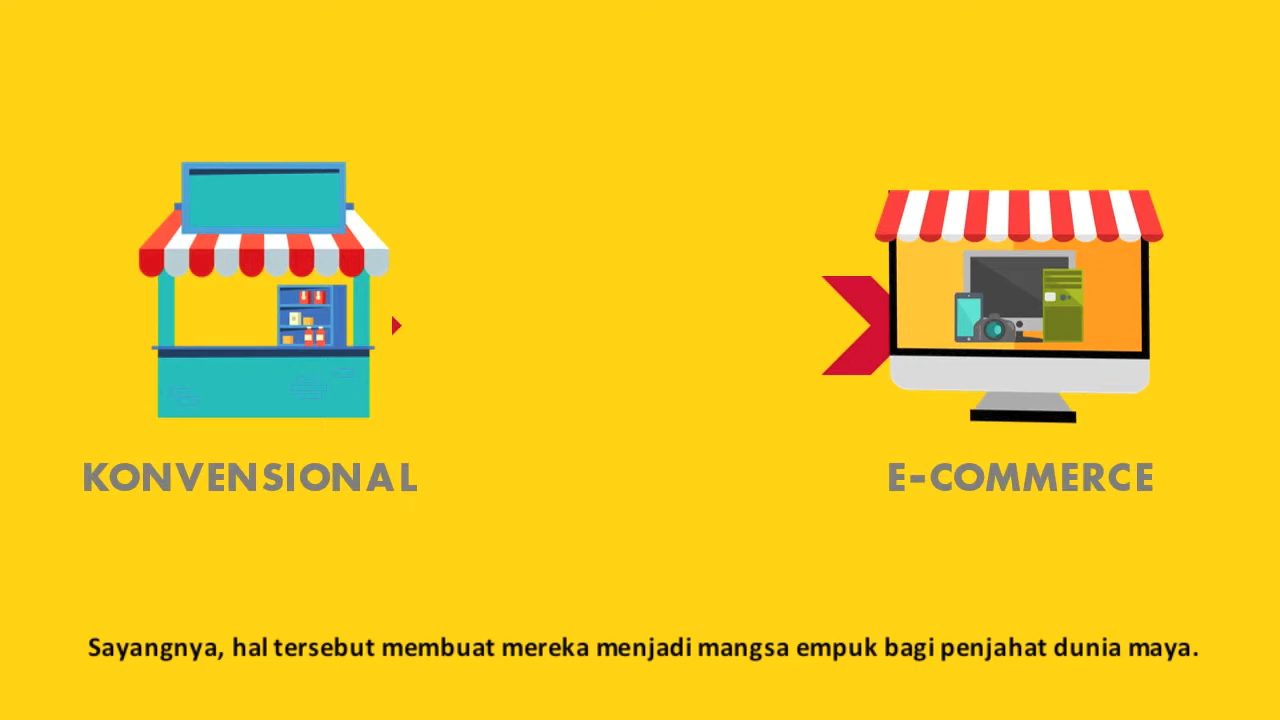 KONVENSIONAL
E-COMMERCE
Sayangnya, hal tersebut membuat mereka menjadi mangsa empuk bagi penjahat dunia maya.